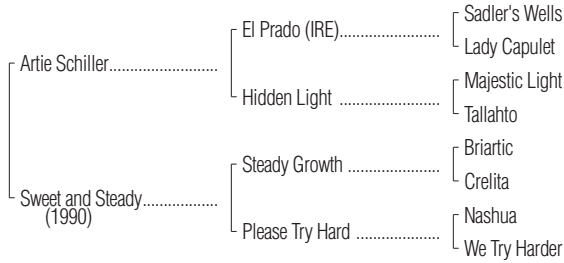 Sadler's Wells
El Prado (IRE)..........................
Lady Capulet
Artie Schiller............................
Majestic Light
Hidden Light ..........................
Tallahto
Briartic
Steady Growth ........................
Crelita
Sweet and Steady...................
(1990)
Nashua
Please Try Hard ......................
We Try Harder